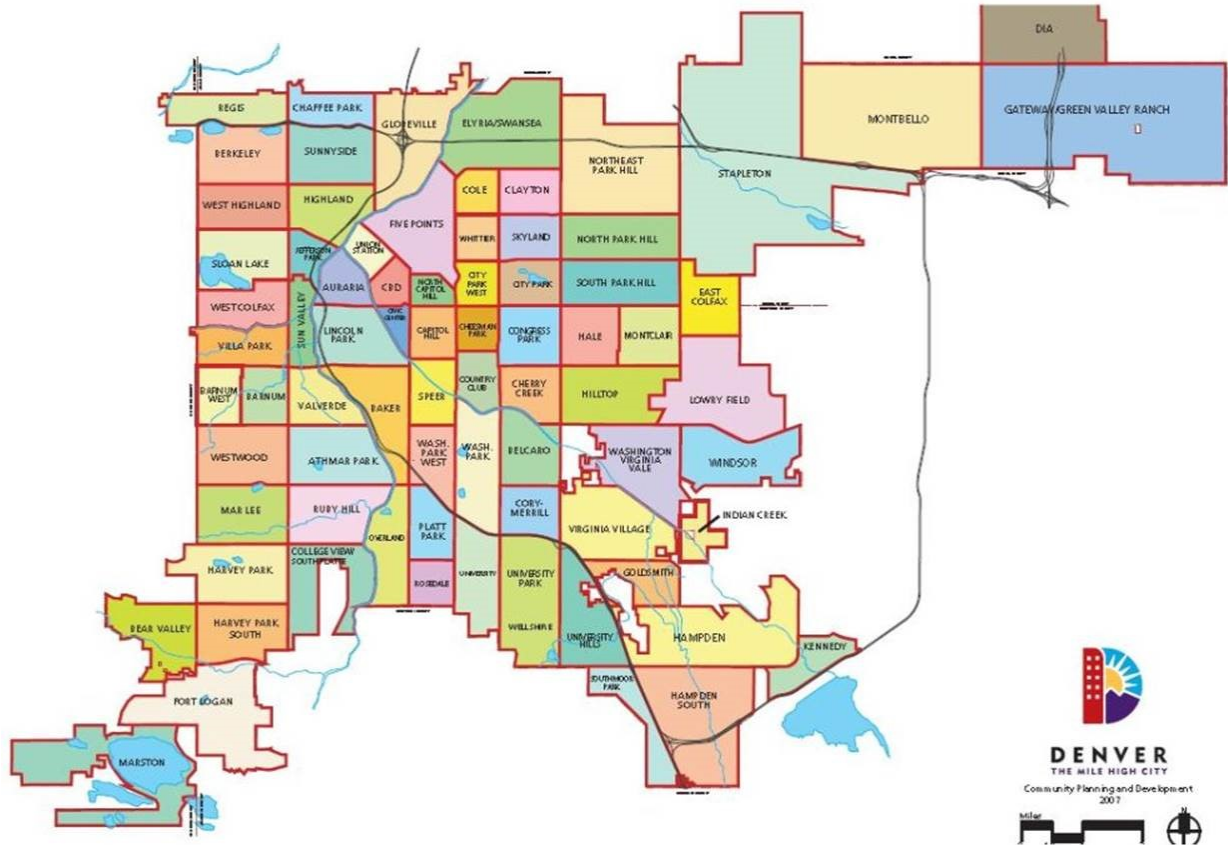 DIA
REGIS
CHAFFEE PARK
GLOBEVILLE
ELYRIA/SWANSEA
MONTBELLO
GATEWAY/GREEN VALLEY RANCH
BERKELEY
SUNNYSIDE
NORTHEAST
PARK HILL
STAPLETON
COLE
CLAYTON
WEST HIGHLAND
HIGHLAND
FIVE POINTS
WHITTIER
SKYLAND
NORTH PARK HILL
SLOAN LAKE
JEFFERSON
PARK
UNION
STATION
AURARIA
CBD
NORTH
CAPITOL
HILL
CITY
PARK
WEST
CITY PARK
SOUTH PARK HILL
EAST
COLFAX
WEST COLFAX
SUN VALLEY
LINCOLN
PARK
CIVIC
CENTER
CAPITOL
HILL
CHEESMAN
PARK
CONGRESS
PARK
HALE
MONTCLAIR
VILLA PARK
BARNUM
WEST
BARNUM
VALVERDE
BAKER
SPEER
COUNTRY
CLUB
CHERRY
CREEK
HILLTOP
LOWRY FIELD
WESTWOOD
ATHMAR PARK
WASH.
PARK
WEST
WASH.
PARK
BELCARO
WASHINGTON
VIRGINIA
VALE
WINDSOR
MAR LEE
RUBY HILL
OVERLAND
PLATT
PARK
CORY-
MERRILL
VIRGINIA VILLAGE
INDIAN CREEK
HARVEY PARK
COLLEGE VIEW/
SOUTH PLATTE
ROSEDALE
UNIVERSITY
UNIVERSITY
PARK
GOLDSMITH
BEAR VALLEY
HARVEY PARK
SOUTH
WELLSHIRE
UNIVERSITY
HILLS
HAMPDEN
KENNEDY
FORT LOGAN
SOUTHMOOR
PARK
HAMPDEN
SOUTH
MARSTON
DENVER
THE MILE HIGH CITY
Community Planning and Development
2007
Miles
N